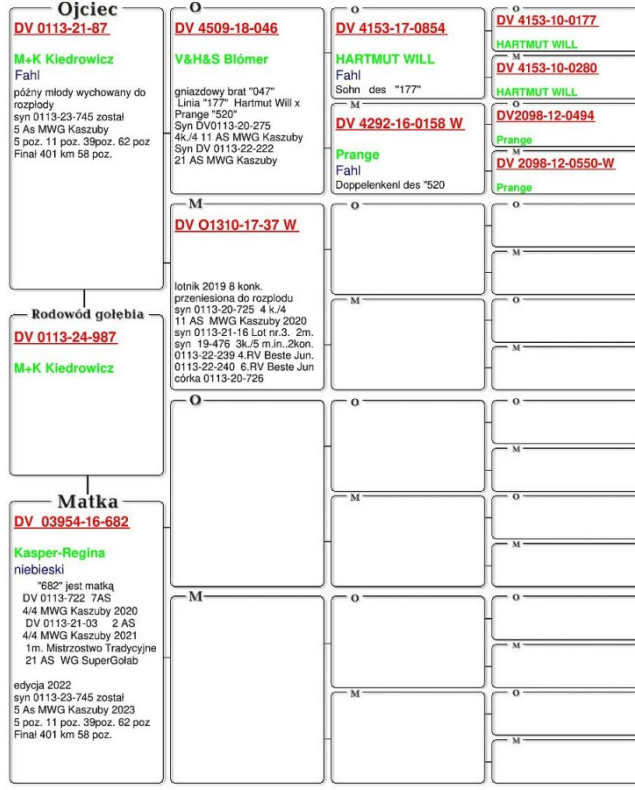 Ojciec
DV 0113-21-87
M+K Kiedrowicz
Fahl
późny młody wychowany do
rozpłody
syn 0113-23-745 został
5 As MWG Kaszuby
5 poz. 11 poz. 39poz. 62 poz
Finał 401 km 58 poz.
Rodowód gołębia
DV 0113-24-987
M+K Kiedrowicz
Matka
DV 03954-16-682
Kasper-Regina
niebieski
"682" jest matką
DV 0113-722 7AS
4/4 MWG Kaszuby 2020
DV 0113-21-03 2 AS
4/4 MWG Kaszuby 2021
1m. Mistrzostwo Tradycyjne
21 AS WG SuperGołab
edycja 2022
syn 0113-23-745 został
5 As MWG Kaszuby 2023
5 poz. 11 poz. 39poz. 62 poz
Finał 401 km 58 poz.
O
DV 4509-18-046
V&H&S Blómer
gniazdowy brat "047"
Linia "177" Hartmut Will x
Prange "520"
Syn DV0113-20-275
4k./4 11 AS MWG Kaszuby
Syn DV 0113-22-222
21 AS MWG Kaszuby
M
DV O1310-17-37 W
lotnik 2019 8 konk.
przeniesiona do rozplodu
syn 0113-20-725 4 k./4
11 AS MWG Kaszuby 2020
syn 0113-21-16 Lot nr.3. 2m.
syn 19-476 3k./5 m.in..2kon.
0113-22-239 4.RV Beste Jun.
0113-22-240 6.RV Beste Jun
córka 0113-20-726
O
M
O
DV 4153-17-0854
HARTMUT WILL
Fahl
Sohn des "177"
M
DV 4292-16-0158 W
Prange
Fahl
Doppelenkenl des "520
O
M
O
M
O
M
O
DV 4153-10-0177
HARTMUT WILL
M
DV 4153-10-0280
HARTMUT WILL
O
DV2098-12-0494
Prange
M
DV 2098-12-0550-W
Prange
O
M
O
M
O
M
O
M
O
M
O
M